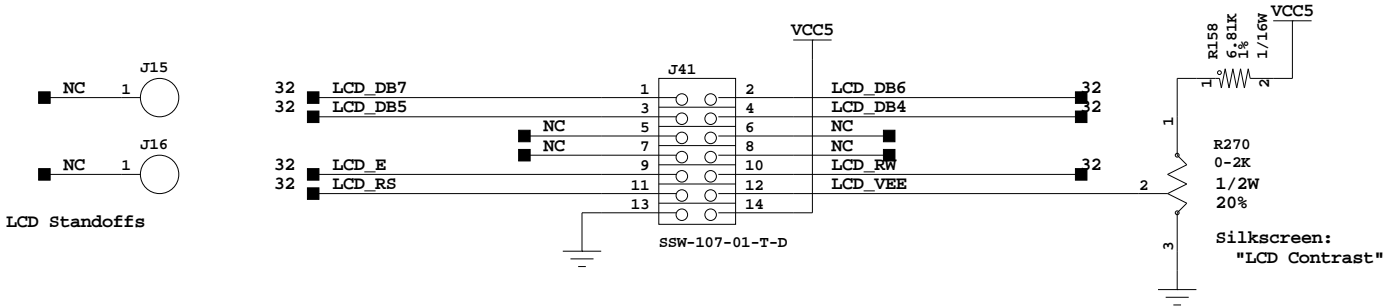 VCC5
R158
6.81K
1%
1/16W
1
2
VCC5
J15
NC 1
J41
32 LCD_DB7 1 2 LCD_DB6 32
32 LCD_DB5 3 4 LCD_DB4 32
NC 5 6 NC
J16
NC 7 8 NC
NC 1
32 LCD_E 9 10 LCD_RW 32
32 LCD_RS 11 12 LCD_VEE 2
13 14
1
R270
0-2K
1/2W
20%
3
LCD Standoffs
SSW-107-01-T-D
Silkscreen:
"LCD Contrast"